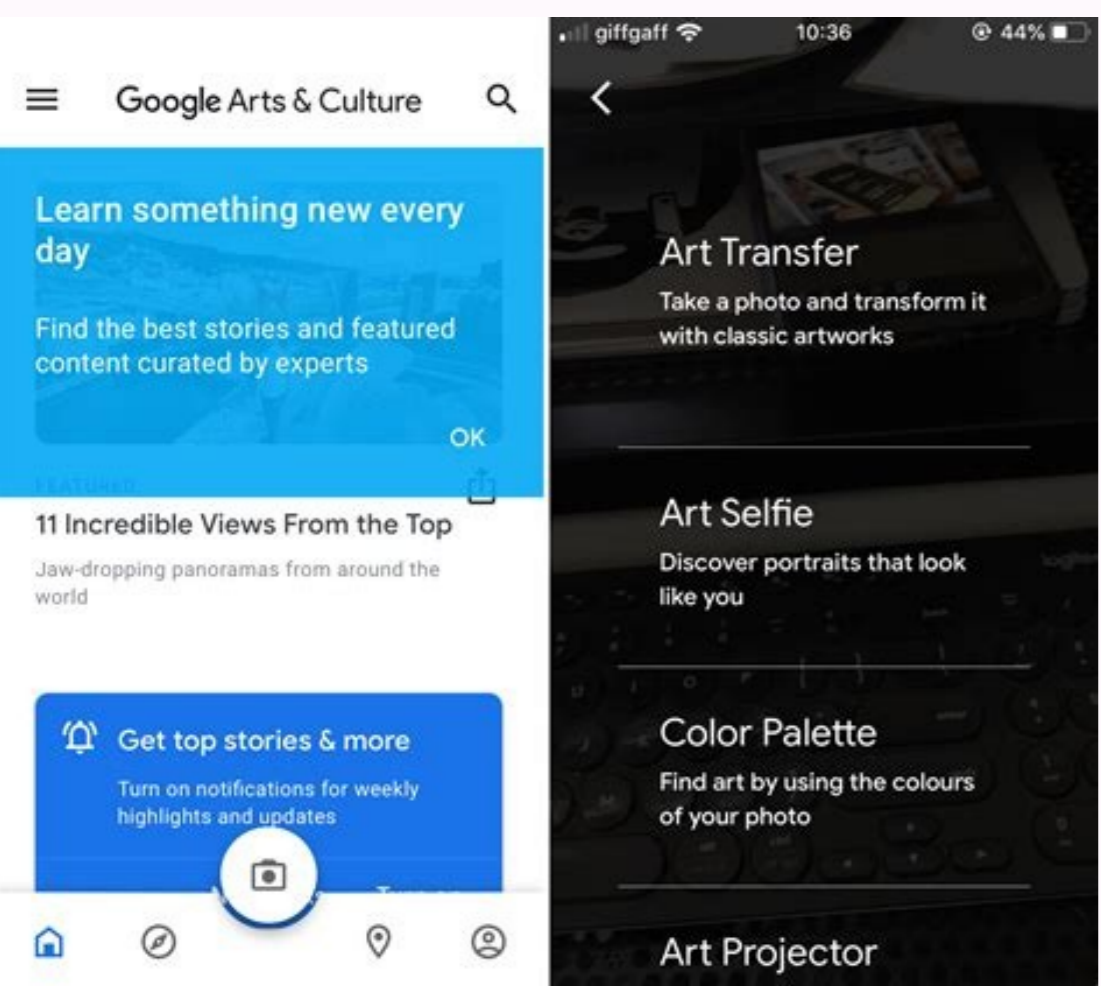 Google Arts & Culture
Learn something new every
day
Find the best stories and featured
content curated by experts
OK
FEATURED
11 Incredible Views From the Top
Jaw-dropping panoramas from around the
world
Get top stories & more
Turn on notifications for weekly
highlights and updates
giffgaff
10:36
44%
Art Transfer
Take a photo and transform it
with classic artworks
Art Selfie
Discover portraits that look
like you
Color Palette
Find art by using the colours
of your photo
Art Projector